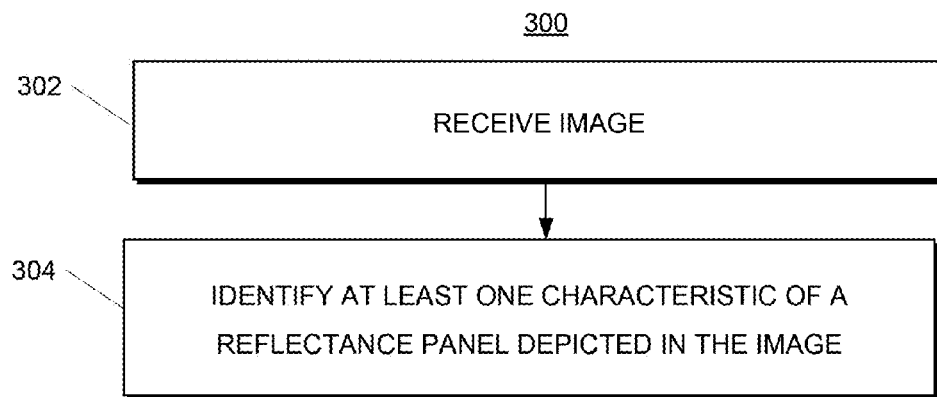 300
302
RECEIVE IMAGE
304
IDENTIFY AT LEAST ONE CHARACTERISTIC OF A
REFLECTANCE PANEL DEPICTED IN THE IMAGE